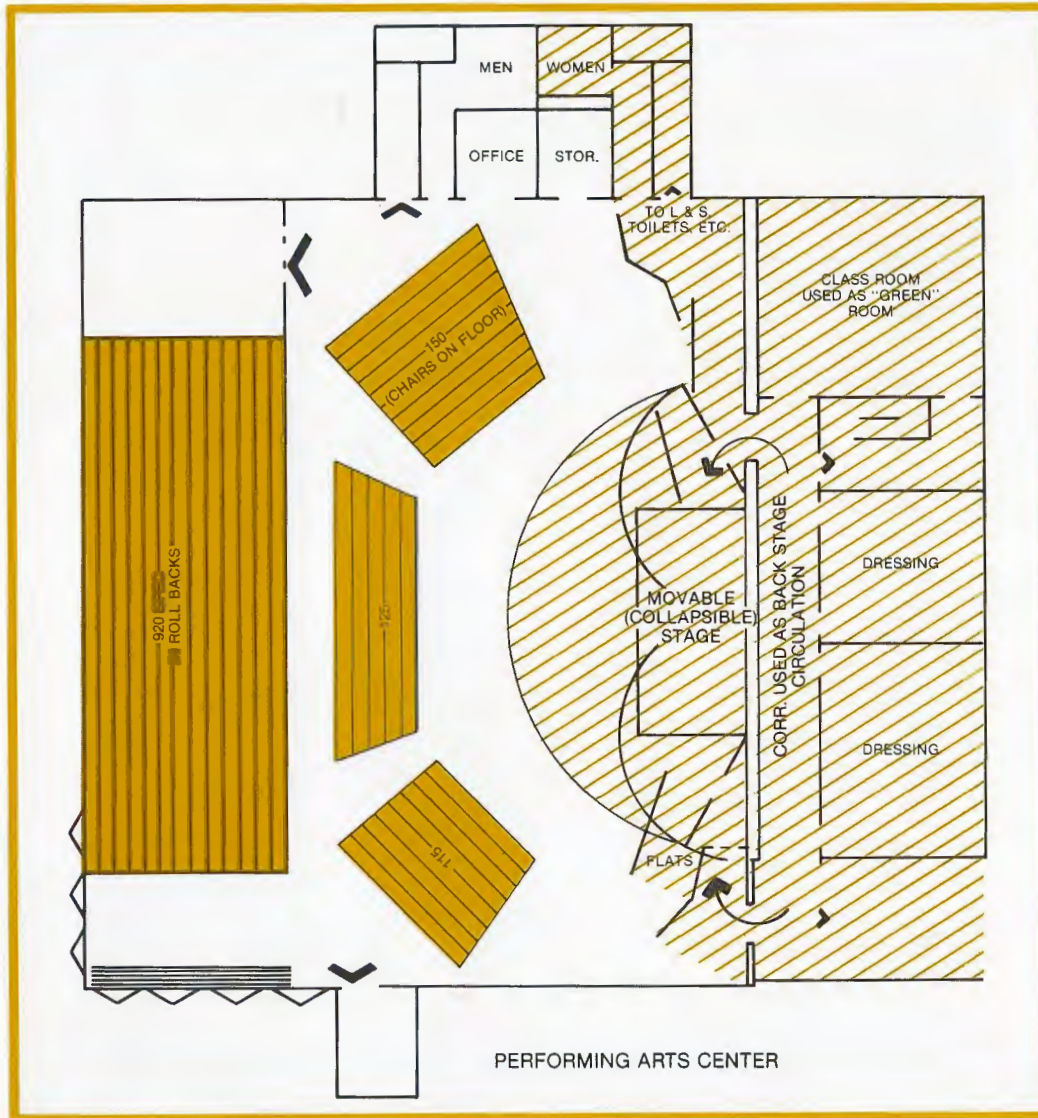 MEN
WOMEN
OFFICE
STOR.
TO L & S
TOILETS, ETC.
CLASS ROOM
USED AS "GREEN"
ROOM
150
(CHAIRS ON FLOOR)
920
ROLL BACKS
125
115
MOVABLE
(COLLAPSIBLE)
STAGE
CORR. USED AS BACK STAGE
CIRCULATION
DRESSING
DRESSING
FLATS
PERFORMING ARTS CENTER